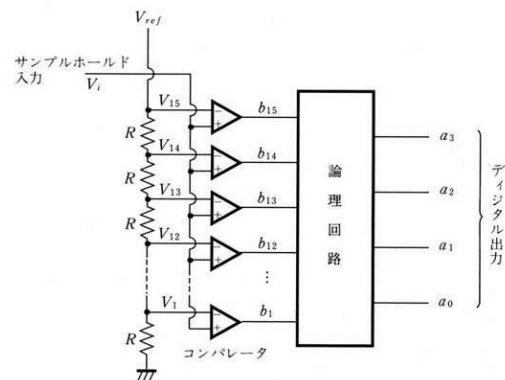 V_ref
サンプルホールド
入力
V_i
V_15
b_15
R
V_14
b_14
a_3
R
V_13
b_13
a_2
R
V_12
b_12
a_1
⋮
V_1
b_1
a_0
R
コンパレータ
論理回路
ディジタル出力